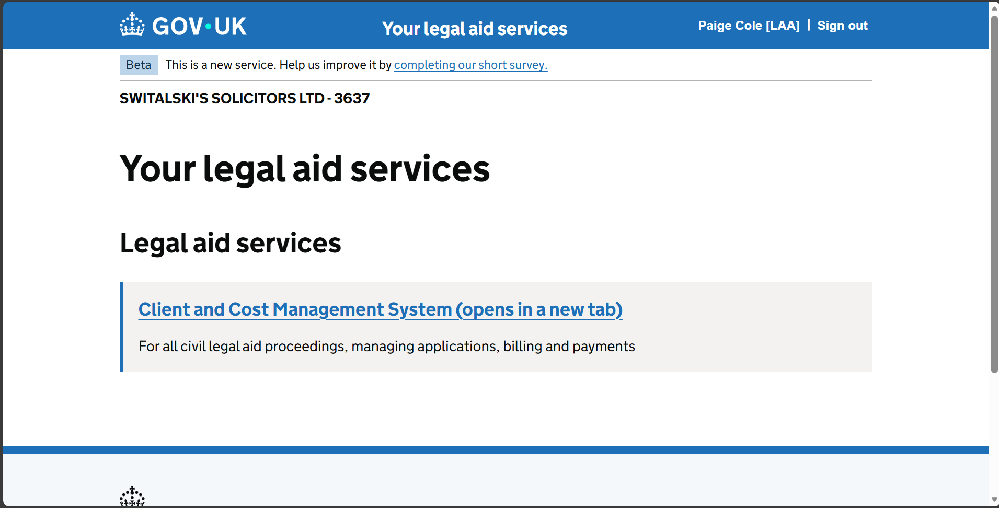 GOV•UK
Your legal aid services
Paige Cole [LAA] | Sign out
Beta This is a new service. Help us improve it by completing our short survey.
SWITALSKI'S SOLICITORS LTD - 3637
Your legal aid services
Legal aid services
Client and Cost Management System (opens in a new tab)
For all civil legal aid proceedings, managing applications, billing and payments